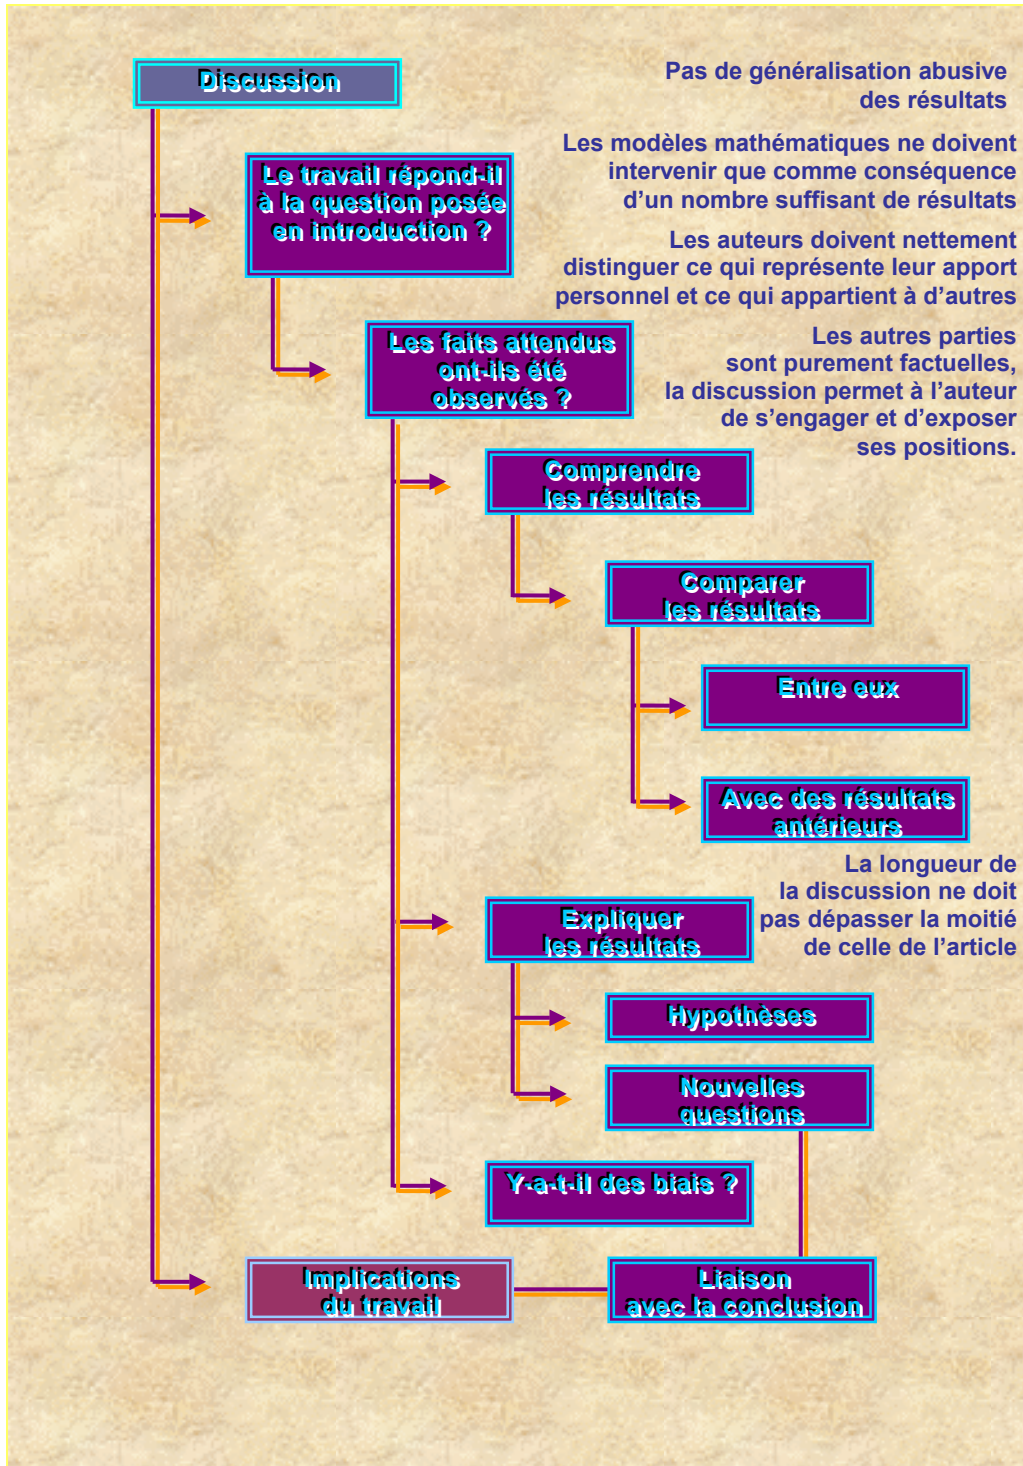 Discussion
Pas de généralisation abusive
des résultats
Les modèles mathématiques ne doivent
intervenir que comme conséquence
d’un nombre suffisant de résultats
Le travail répond-il
à la question posée
en introduction ?
Les auteurs doivent nettement
distinguer ce qui représente leur apport
personnel et ce qui appartient à d’autres
Les faits attendus
ont-ils été
observés ?
Les autres parties
sont purement factuelles,
la discussion permet à l’auteur
de s’engager et d’exposer
ses positions.
Comprendre
les résultats
Comparer
les résultats
Entre eux
Avec des résultats
antérieurs
La longueur de
la discussion ne doit
pas dépasser la moitié
de celle de l’article
Expliquer
les résultats
Hypothèses
Nouvelles
questions
Y-a-t-il des biais ?
Implications
du travail
Liaison
avec la conclusion